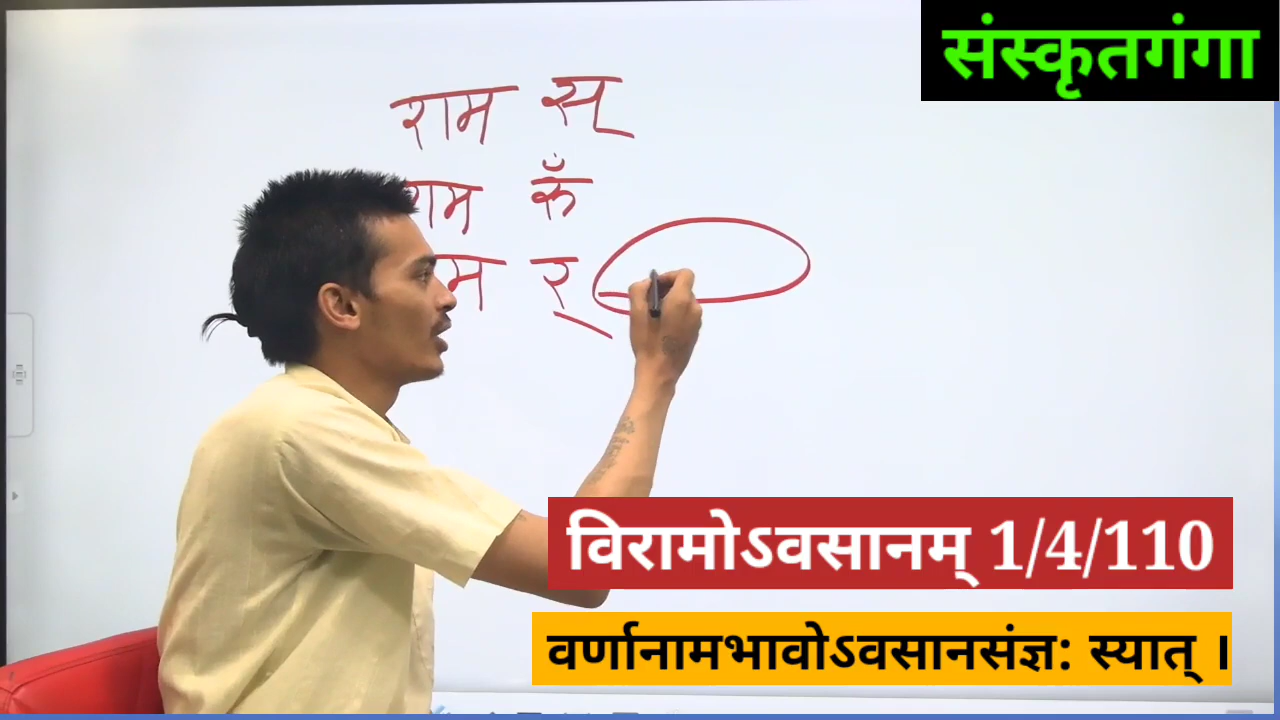 संस्कृतगंगा
राम स्
राम रुँ
म र्
विरामोऽवसानम् 1/4/110
वर्णानामभावोऽवसानसंज्ञ: स्यात् ।